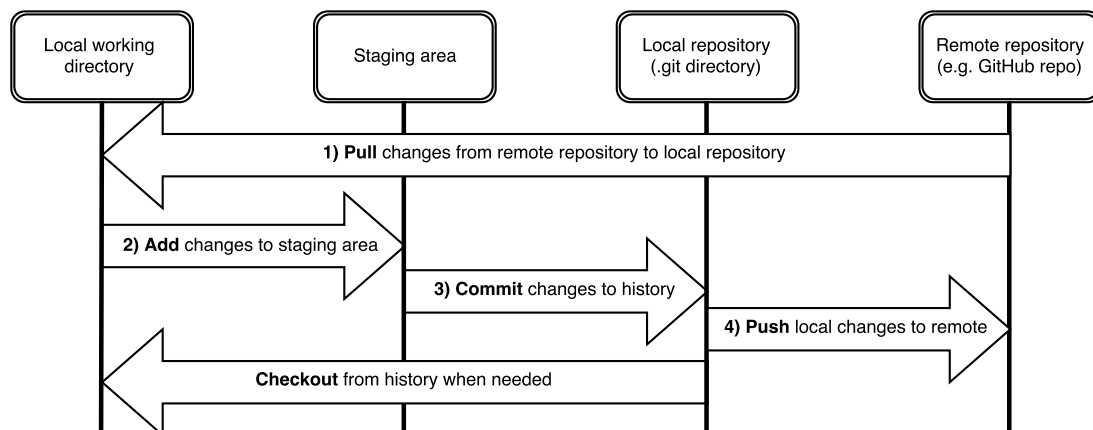 Local working
directory
Staging area
Local repository
(.git directory)
Remote repository
(e.g. GitHub repo)
1) Pull changes from remote repository to local repository
2) Add changes to staging area
3) Commit changes to history
4) Push local changes to remote
Checkout from history when needed